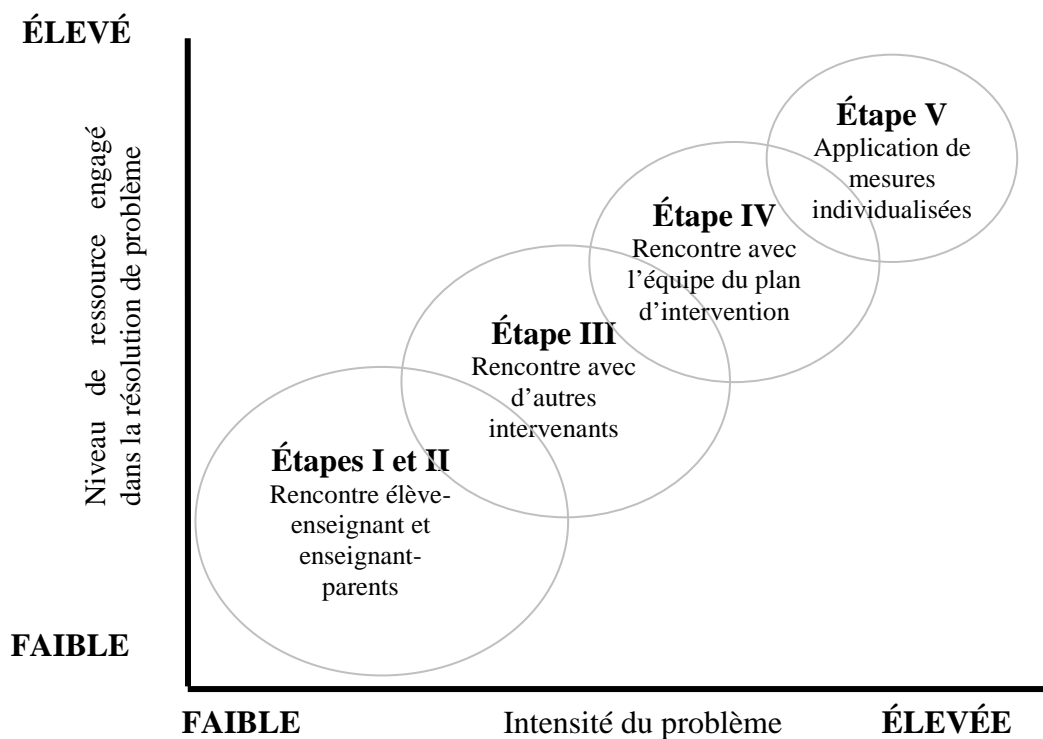 ÉLEVÉ
Niveau de ressource engagé
dans la résolution de problème
Étape V
Application de
mesures
individualisées
Étape IV
Rencontre avec
l’équipe du plan
d’intervention
Étape III
Rencontre avec
d’autres
intervenants
Étapes I et II
Rencontre élève-
enseignant et
enseignant-
parents
FAIBLE
FAIBLE Intensité du problème ÉLEVÉE